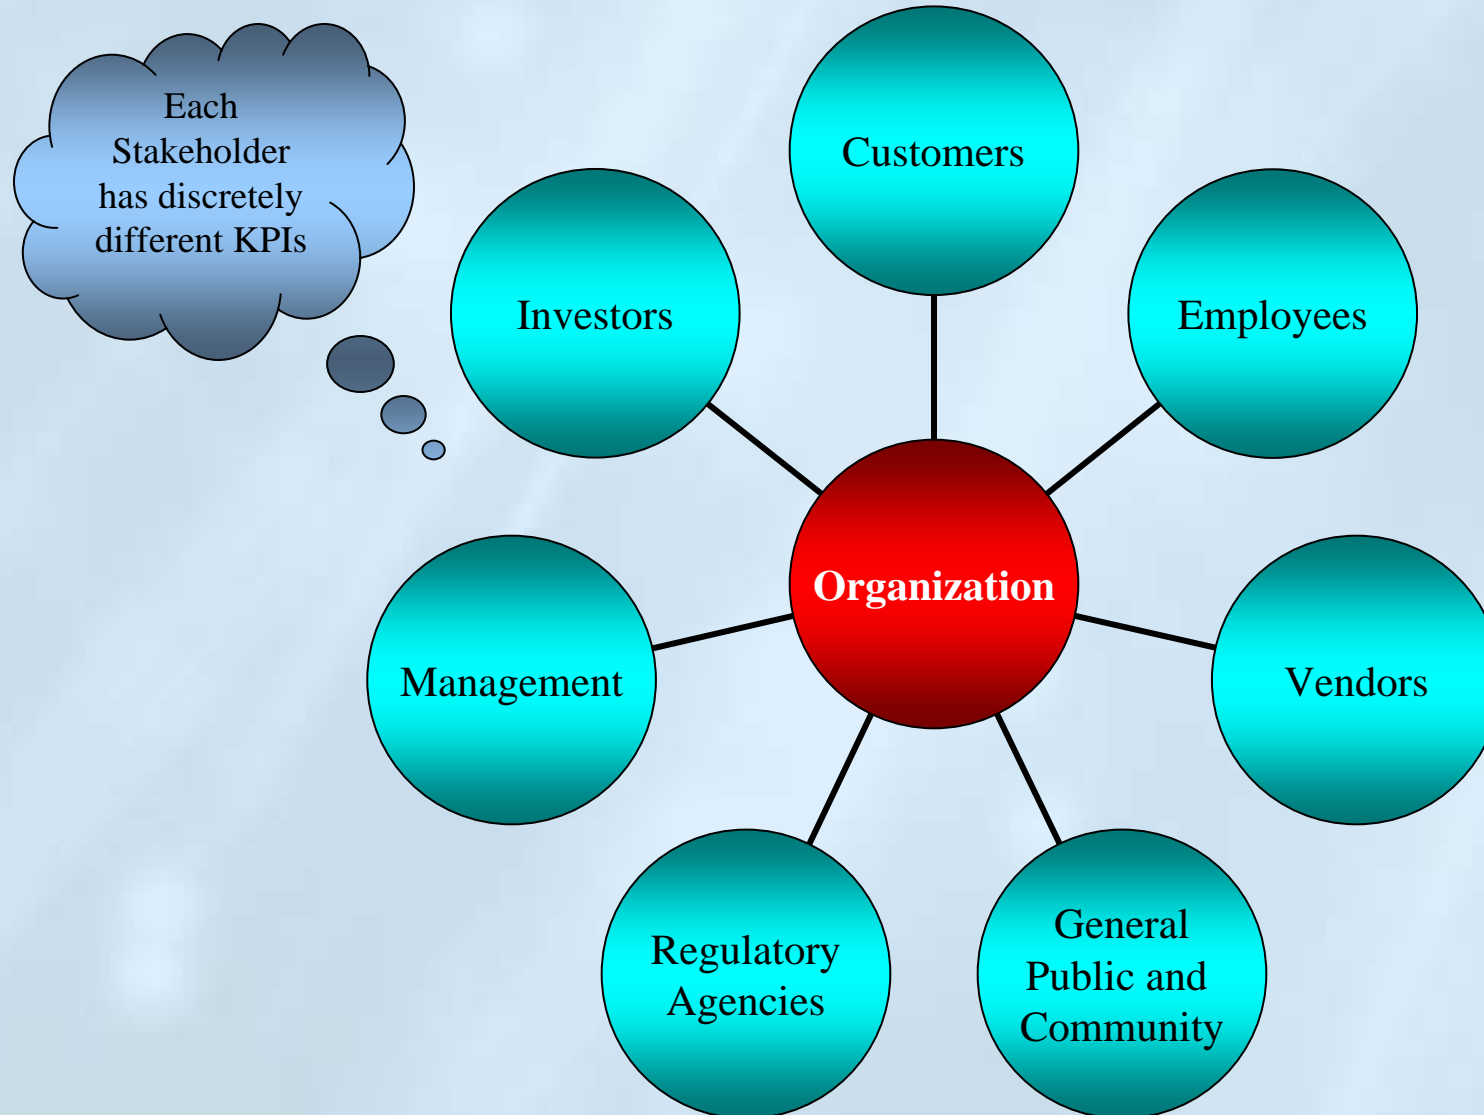 Each
Stakeholder
has discretely
different KPIs
Customers
Investors
Employees
Organization
Management
Vendors
Regulatory
Agencies
General
Public and
Community